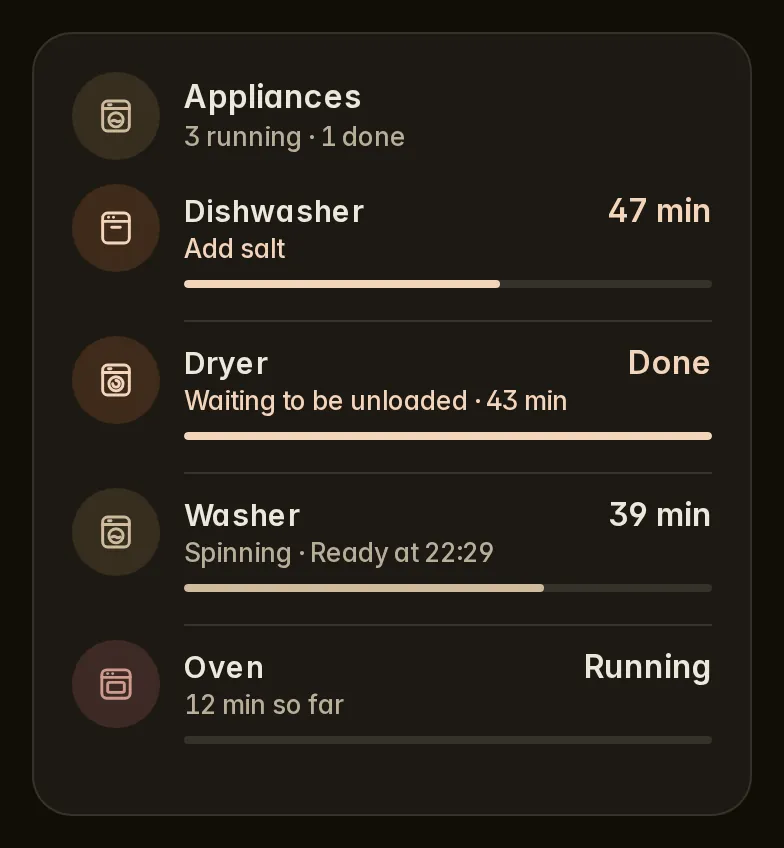 Appliances
3 running · 1 done
Dishwasher
47 min
Add salt
Dryer
Done
Waiting to be unloaded · 43 min
Washer
39 min
Spinning · Ready at 22:29
Oven
Running
12 min so far